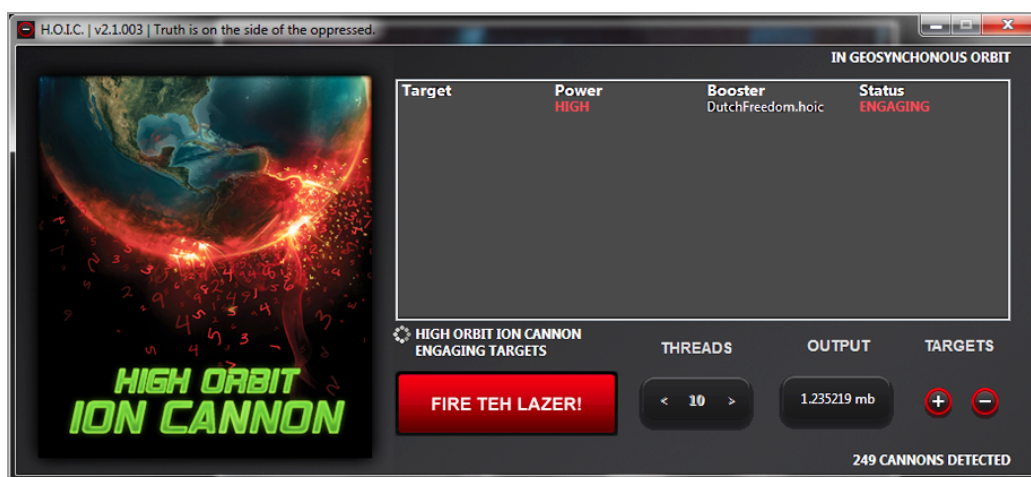 H.O.I.C. | v2.1.003 | Truth is on the side of the oppressed.
IN GEOSYNCHONOUS ORBIT
Target Power Booster Status
HIGH DutchFreedom.hoic ENGAGING
HIGH ORBIT
ION CANNON
HIGH ORBIT ION CANNON
ENGAGING TARGETS
THREADS OUTPUT TARGETS
FIRE TEH LAZER!
< 10 >
1.235219 mb
+ −
249 CANNONS DETECTED